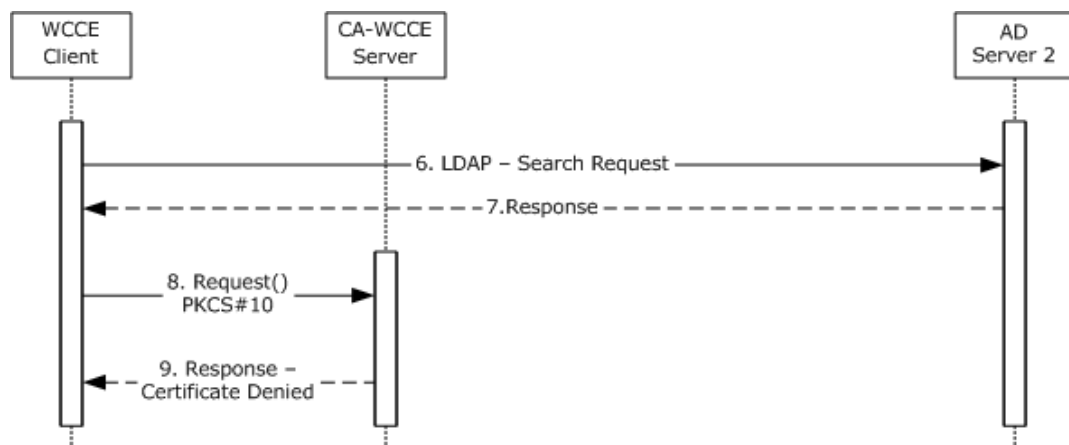 WCCE
Client
CA-WCCE
Server
AD
Server 2
6. LDAP – Search Request
7.Response
8. Request()
PKCS#10
9. Response –
Certificate Denied